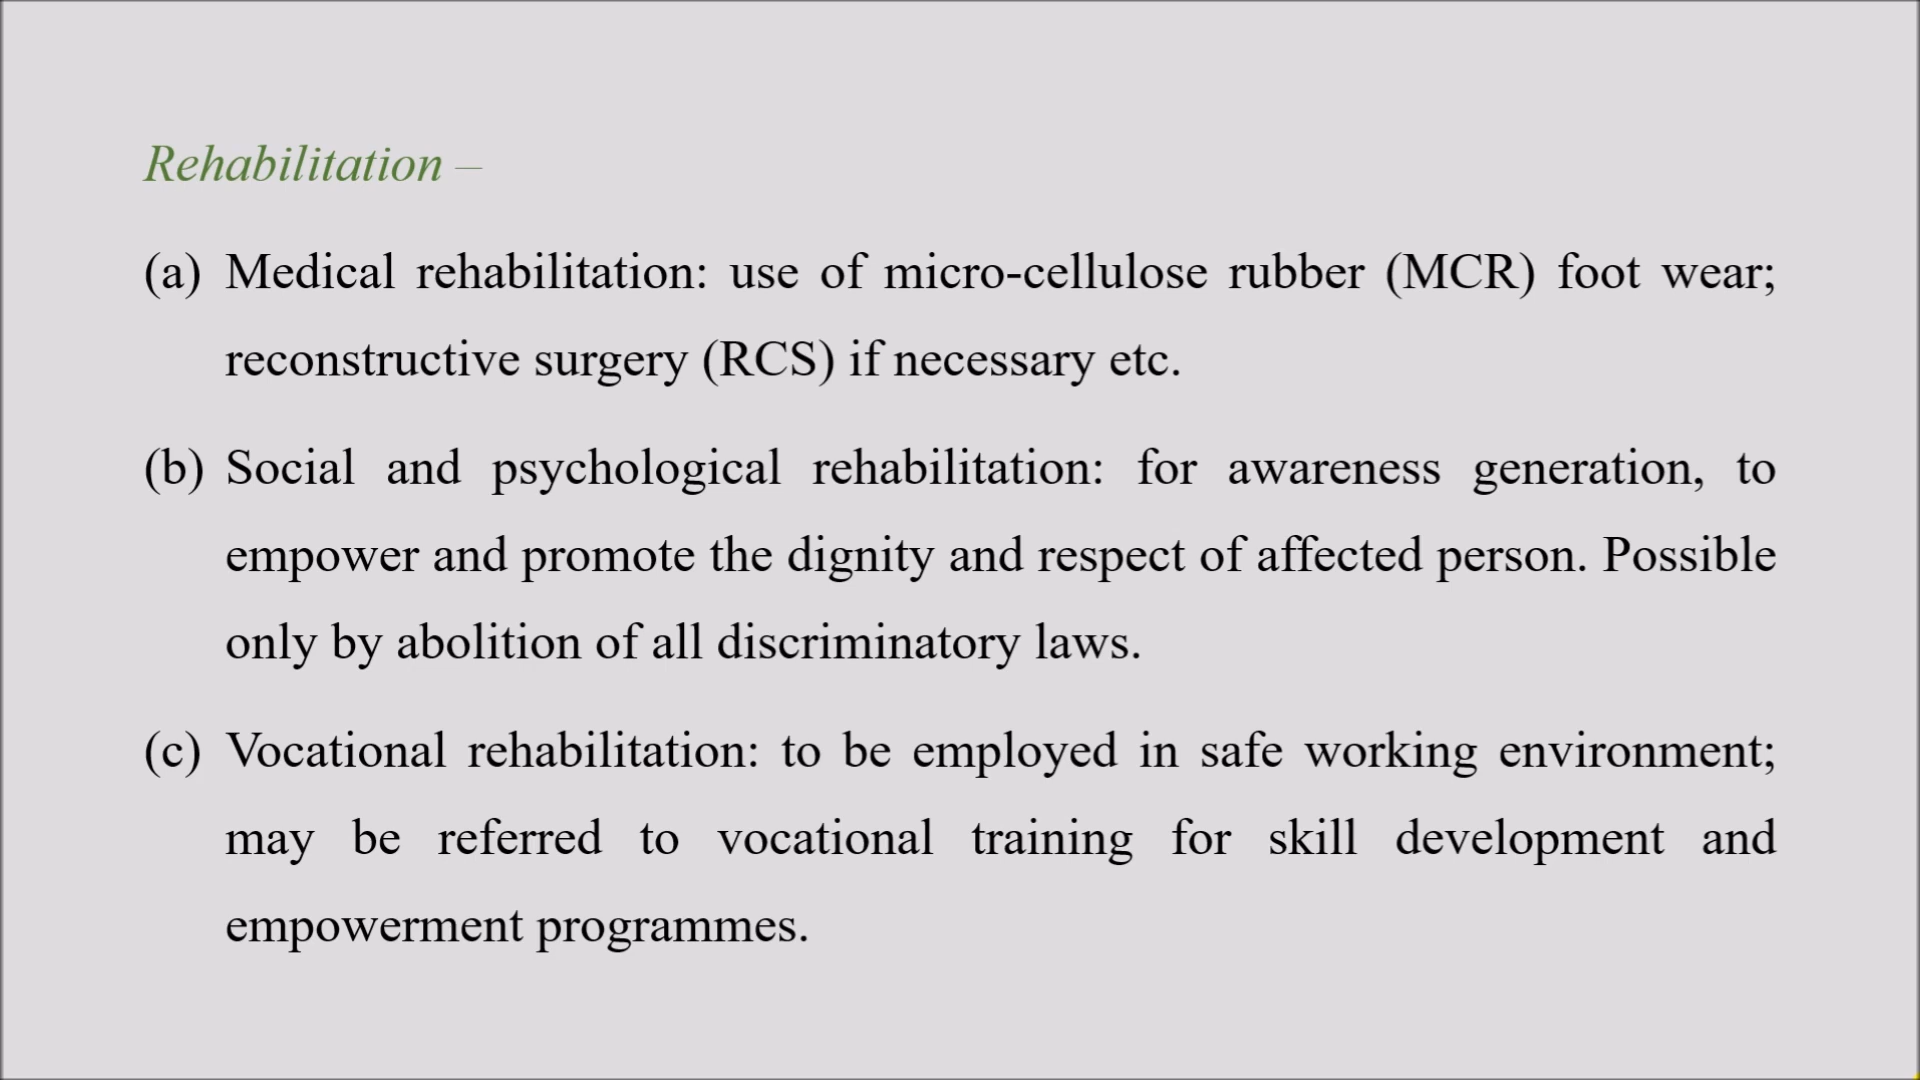 Rehabilitation –
(a) Medical rehabilitation: use of micro-cellulose rubber (MCR) foot wear;
reconstructive surgery (RCS) if necessary etc.
(b) Social and psychological rehabilitation: for awareness generation, to
empower and promote the dignity and respect of affected person. Possible
only by abolition of all discriminatory laws.
(c) Vocational rehabilitation: to be employed in safe working environment;
may be referred to vocational training for skill development and
empowerment programmes.